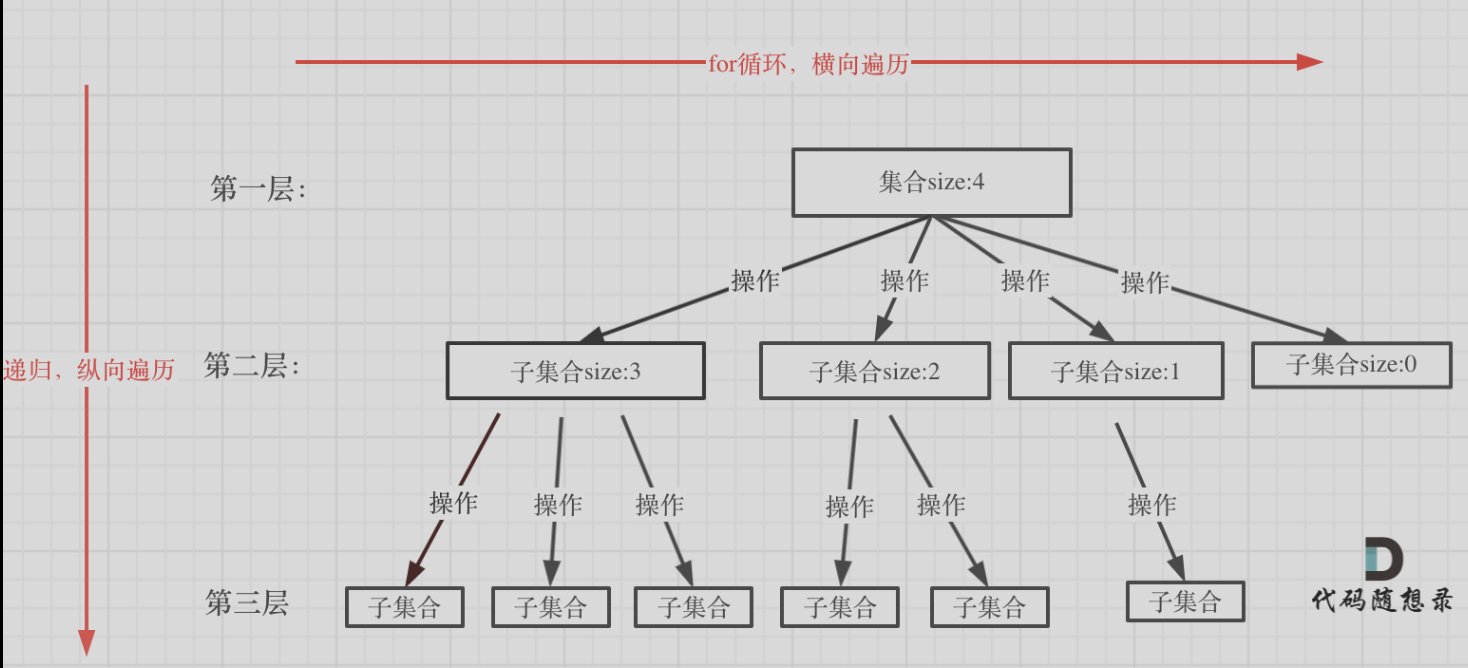 for循环，横向遍历
第一层：
集合size:4
操作
操作
操作
操作
递归，纵向遍历
第二层：
子集合size:3
子集合size:2
子集合size:1
子集合size:0
操作
操作
操作
操作
操作
操作
第三层
子集合
子集合
子集合
子集合
子集合
子集合
代码随想录